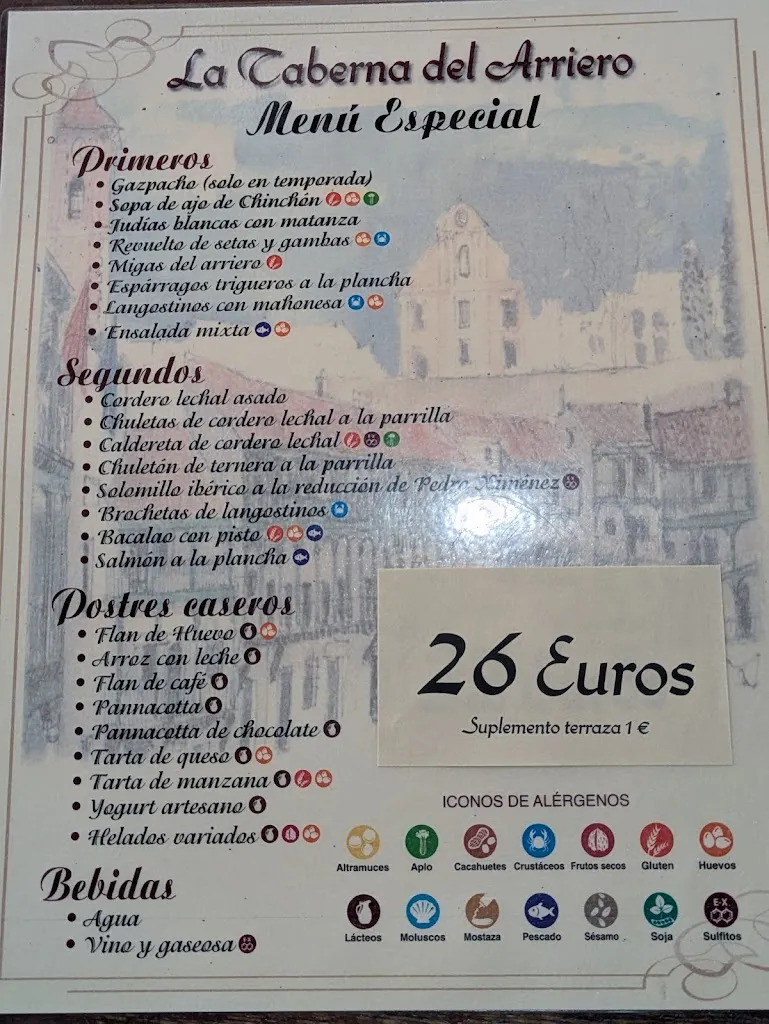 La Taberna del Arriero
Menú Especial
Primeros
• Gazpacho (solo en temporada)
• Sopa de ajo de Chinchón
• Judías blancas con matanza
• Revuelto de setas y gambas
• Migas del arriero
• Espárragos trigueros a la plancha
• Langostinos con mahonesa
• Ensalada mixta
Segundos
• Cordero lechal asado
• Chuletas de cordero lechal a la parrilla
• Caldereta de cordero lechal
• Chuletón de ternera a la parrilla
• Solomillo ibérico a la reducción de Pedro Ximénez
• Brochetas de langostinos
• Bacalao con pisto
• Salmón a la plancha
Postres caseros
• Flan de Huevo
• Arroz con leche
• Flan de café
• Pannacotta
• Pannacotta de chocolate
• Tarta de queso
• Tarta de manzana
• Yogurt artesano
• Helados variados
Bebidas
• Agua
• Vino y gaseosa
26 Euros
Suplemento terraza 1 €
ICONOS DE ALÉRGENOS
Altramuces Apio Cacahuetes Crustáceos Frutos secos Gluten Huevos
E-X
Lácteos Moluscos Mostaza Pescado Sésamo Soja Sulfitos